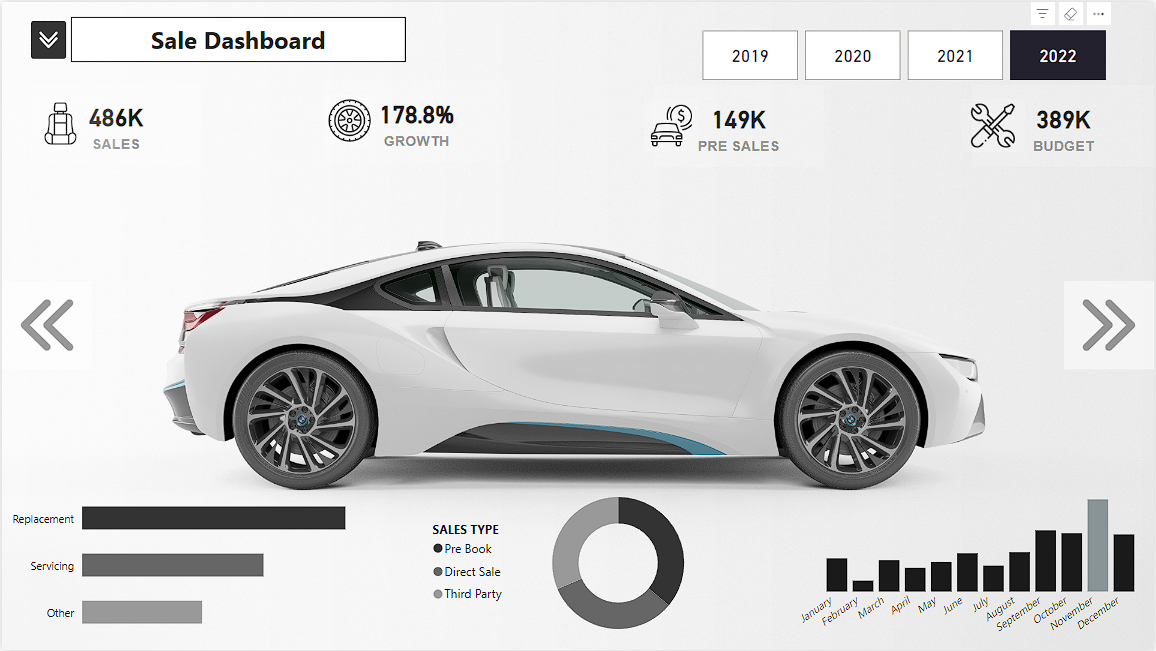 Sale Dashboard
2019
2020
2021
2022
486K
SALES
178.8%
GROWTH
149K
PRE SALES
389K
BUDGET
Replacement
Servicing
Other
SALES TYPE
Pre Book
Direct Sale
Third Party
January
February
March
April
May
June
July
August
September
October
November
December